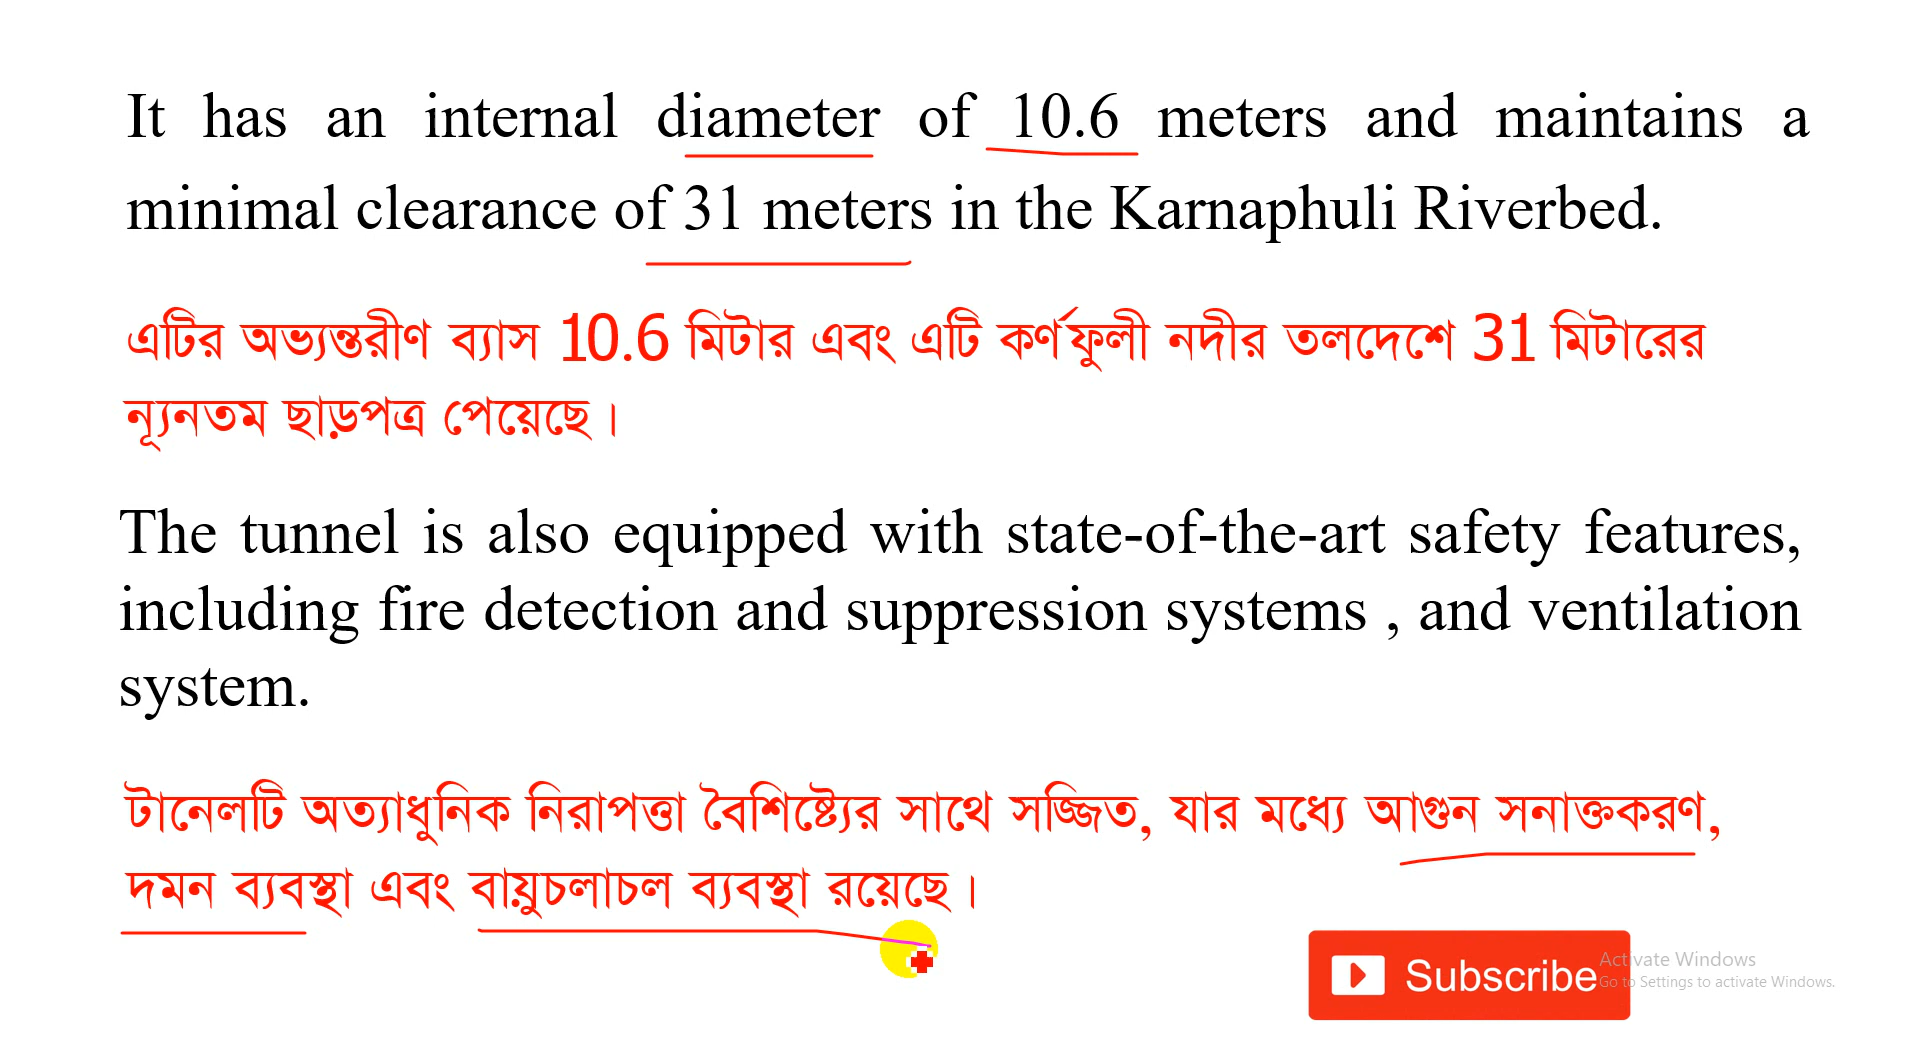 It has an internal diameter of 10.6 meters and maintains a
minimal clearance of 31 meters in the Karnaphuli Riverbed.
এটির অভ্যন্তরীণ ব্যাস 10.6 মিটার এবং এটি কর্ণফুলী নদীর তলদেশে 31 মিটারের
ন্যূনতম ছাড়পত্র পেয়েছে।
The tunnel is also equipped with state-of-the-art safety features,
including fire detection and suppression systems , and ventilation
system.
টানেলটি অত্যাধুনিক নিরাপত্তা বৈশিষ্ট্যের সাথে সজ্জিত, যার মধ্যে আগুন সনাক্তকরণ,
দমন ব্যবস্থা এবং বায়ুচলাচল ব্যবস্থা রয়েছে।
Subscribe
Activate Windows
Go to Settings to activate Windows.